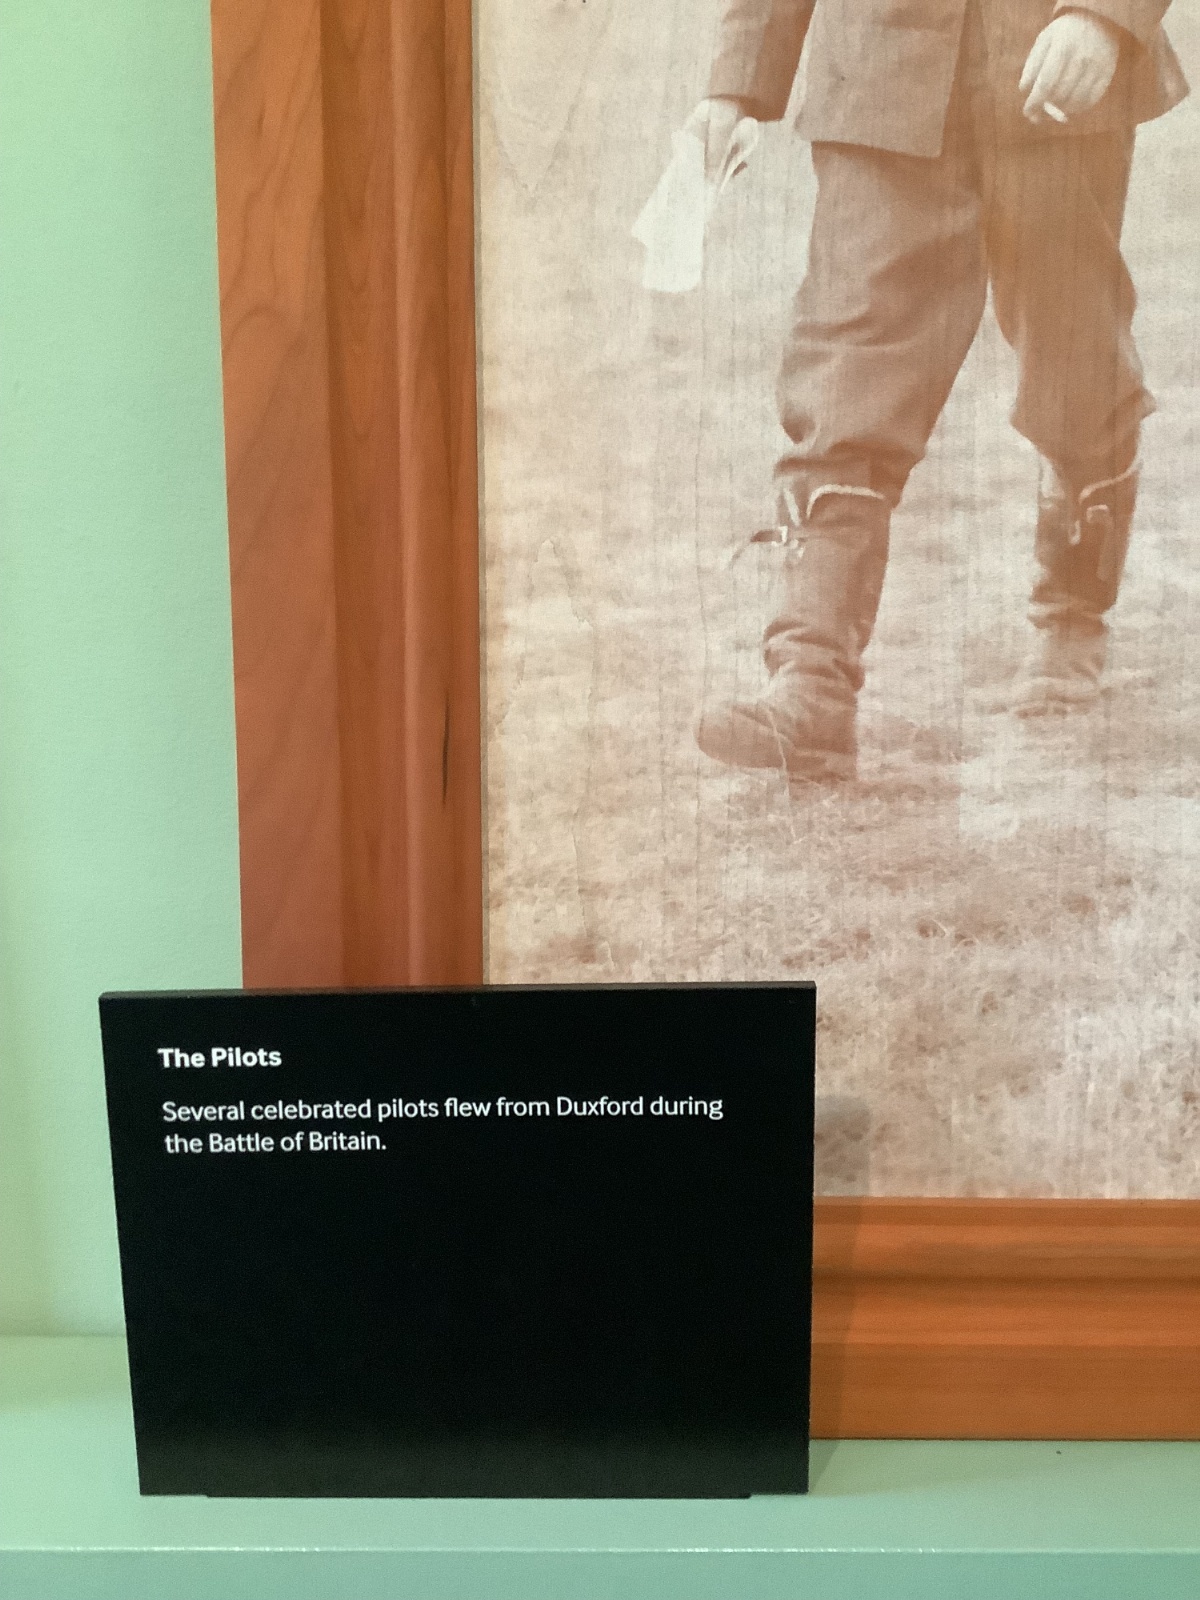 The Pilots
Several celebrated pilots flew from Duxford during
the Battle of Britain.